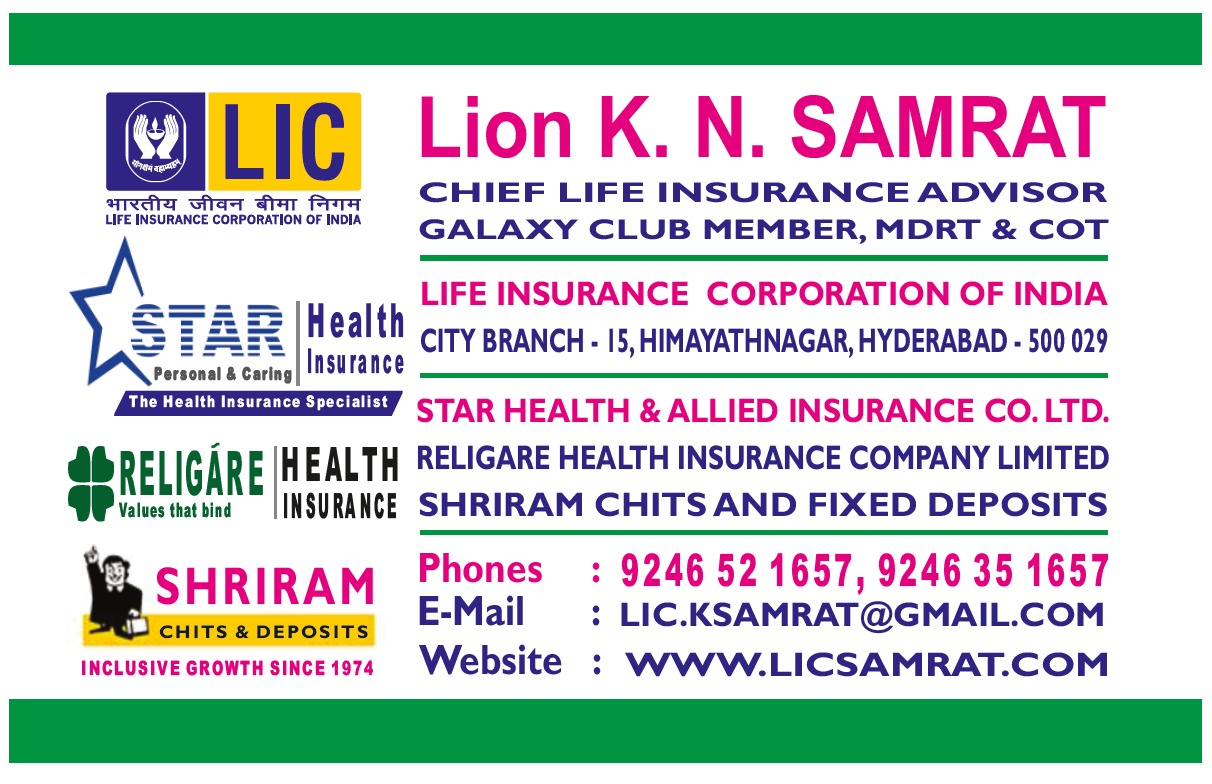 LIC
योगक्षेमं वहाम्यहम्
भारतीय जीवन बीमा निगम
LIFE INSURANCE CORPORATION OF INDIA
STAR Health
Personal & Caring Insurance
The Health Insurance Specialist
RELIGÁRE HEALTH
Values that bind INSURANCE
SHRIRAM
CHITS & DEPOSITS
INCLUSIVE GROWTH SINCE 1974
Lion K. N. SAMRAT
CHIEF LIFE INSURANCE ADVISOR
GALAXY CLUB MEMBER, MDRT & COT
LIFE INSURANCE CORPORATION OF INDIA
CITY BRANCH - 15, HIMAYATHNAGAR, HYDERABAD - 500 029
STAR HEALTH & ALLIED INSURANCE CO. LTD.
RELIGARE HEALTH INSURANCE COMPANY LIMITED
SHRIRAM CHITS AND FIXED DEPOSITS
Phones : 9246 52 1657, 9246 35 1657
E-Mail : LIC.KSAMRAT@GMAIL.COM
Website : WWW.LICSAMRAT.COM